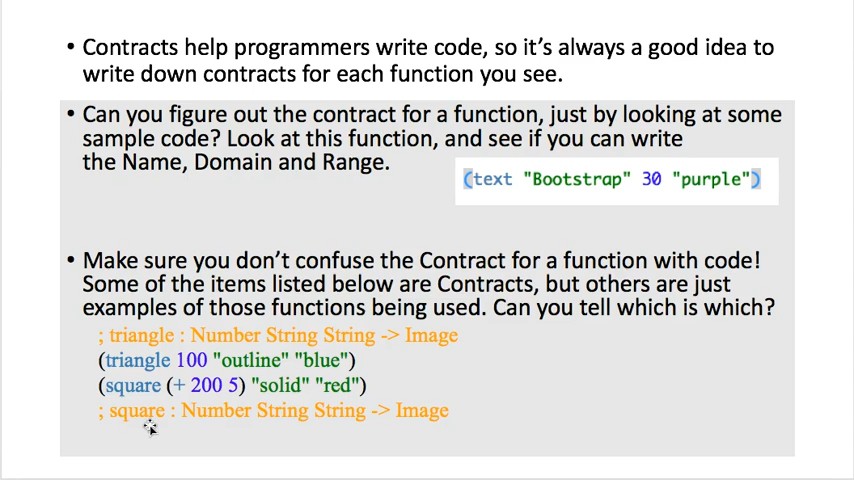 • Contracts help programmers write code, so it's always a good idea to
write down contracts for each function you see.
• Can you figure out the contract for a function, just by looking at some
sample code? Look at this function, and see if you can write
the Name, Domain and Range.
(text "Bootstrap" 30 "purple")
• Make sure you don't confuse the Contract for a function with code!
Some of the items listed below are Contracts, but others are just
examples of those functions being used. Can you tell which is which?
; triangle : Number String String -> Image
(triangle 100 "outline" "blue")
(square (+ 200 5) "solid" "red")
; square : Number String String -> Image